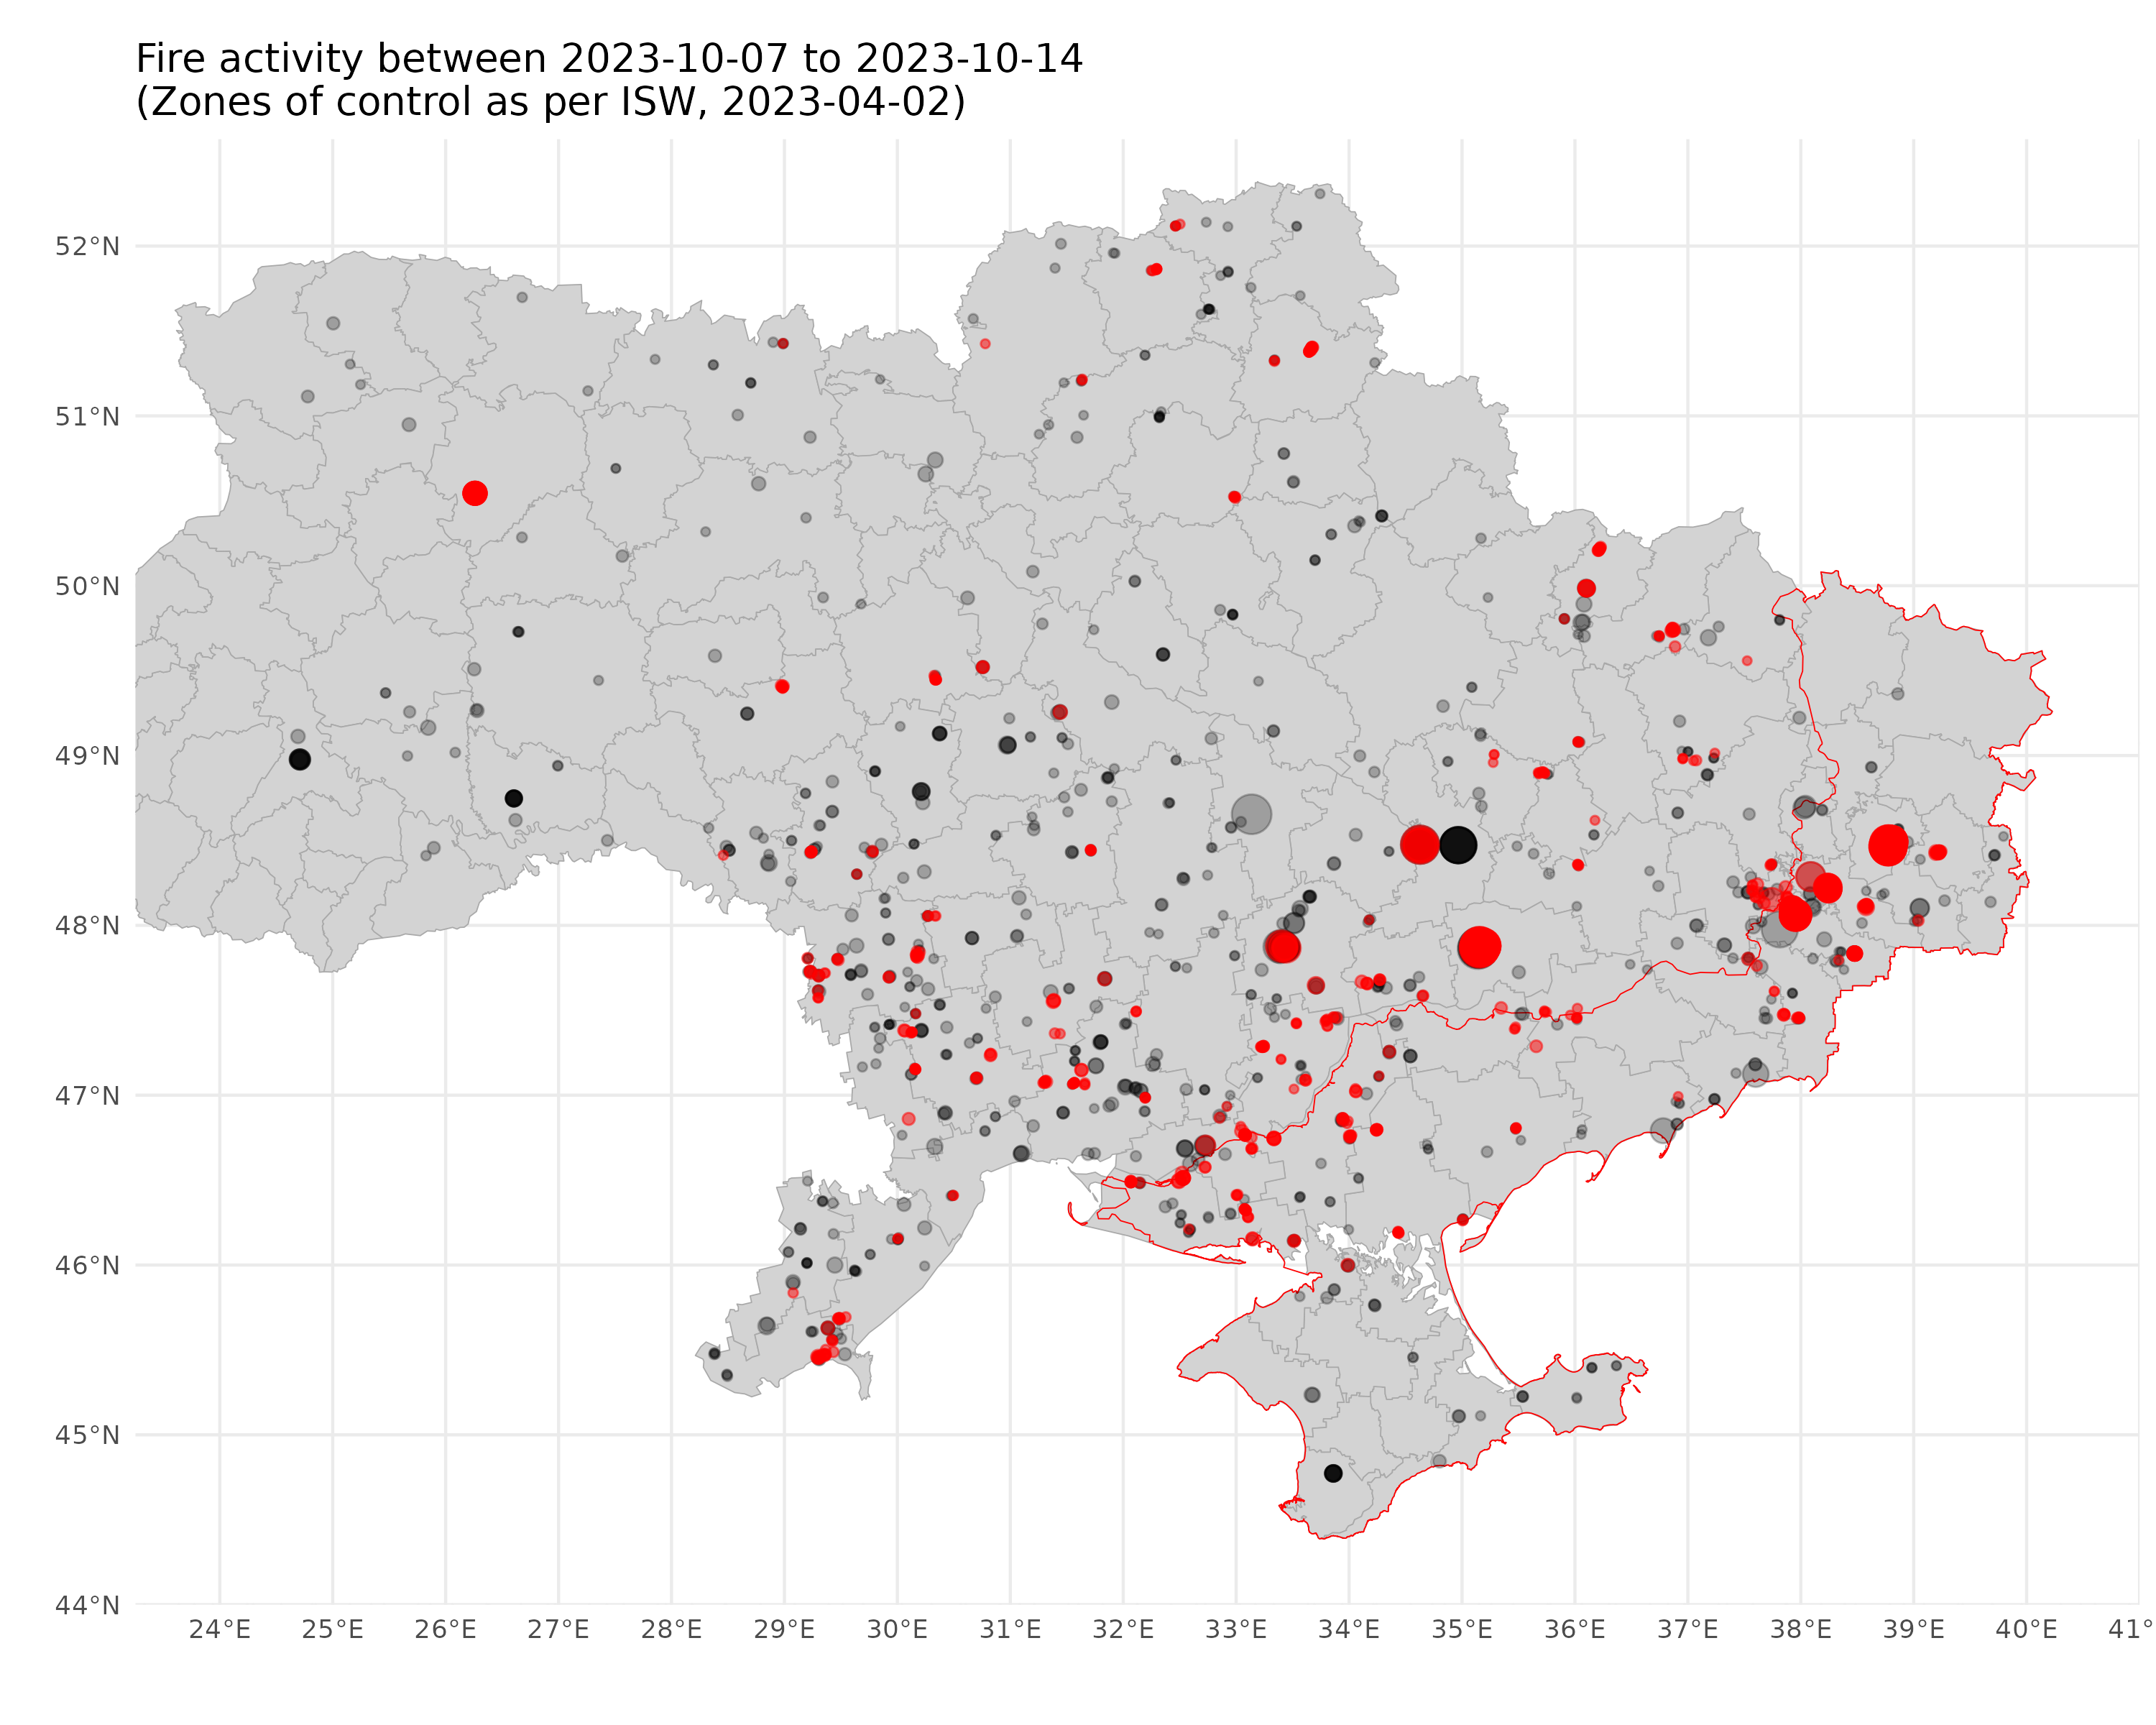 Fire activity between 2023-10-07 to 2023-10-14
(Zones of control as per ISW, 2023-04-02)
52°N
51°N
50°N
49°N
48°N
47°N
46°N
45°N
44°N
24°E 25°E 26°E 27°E 28°E 29°E 30°E 31°E 32°E 33°E 34°E 35°E 36°E 37°E 38°E 39°E 40°E 41°